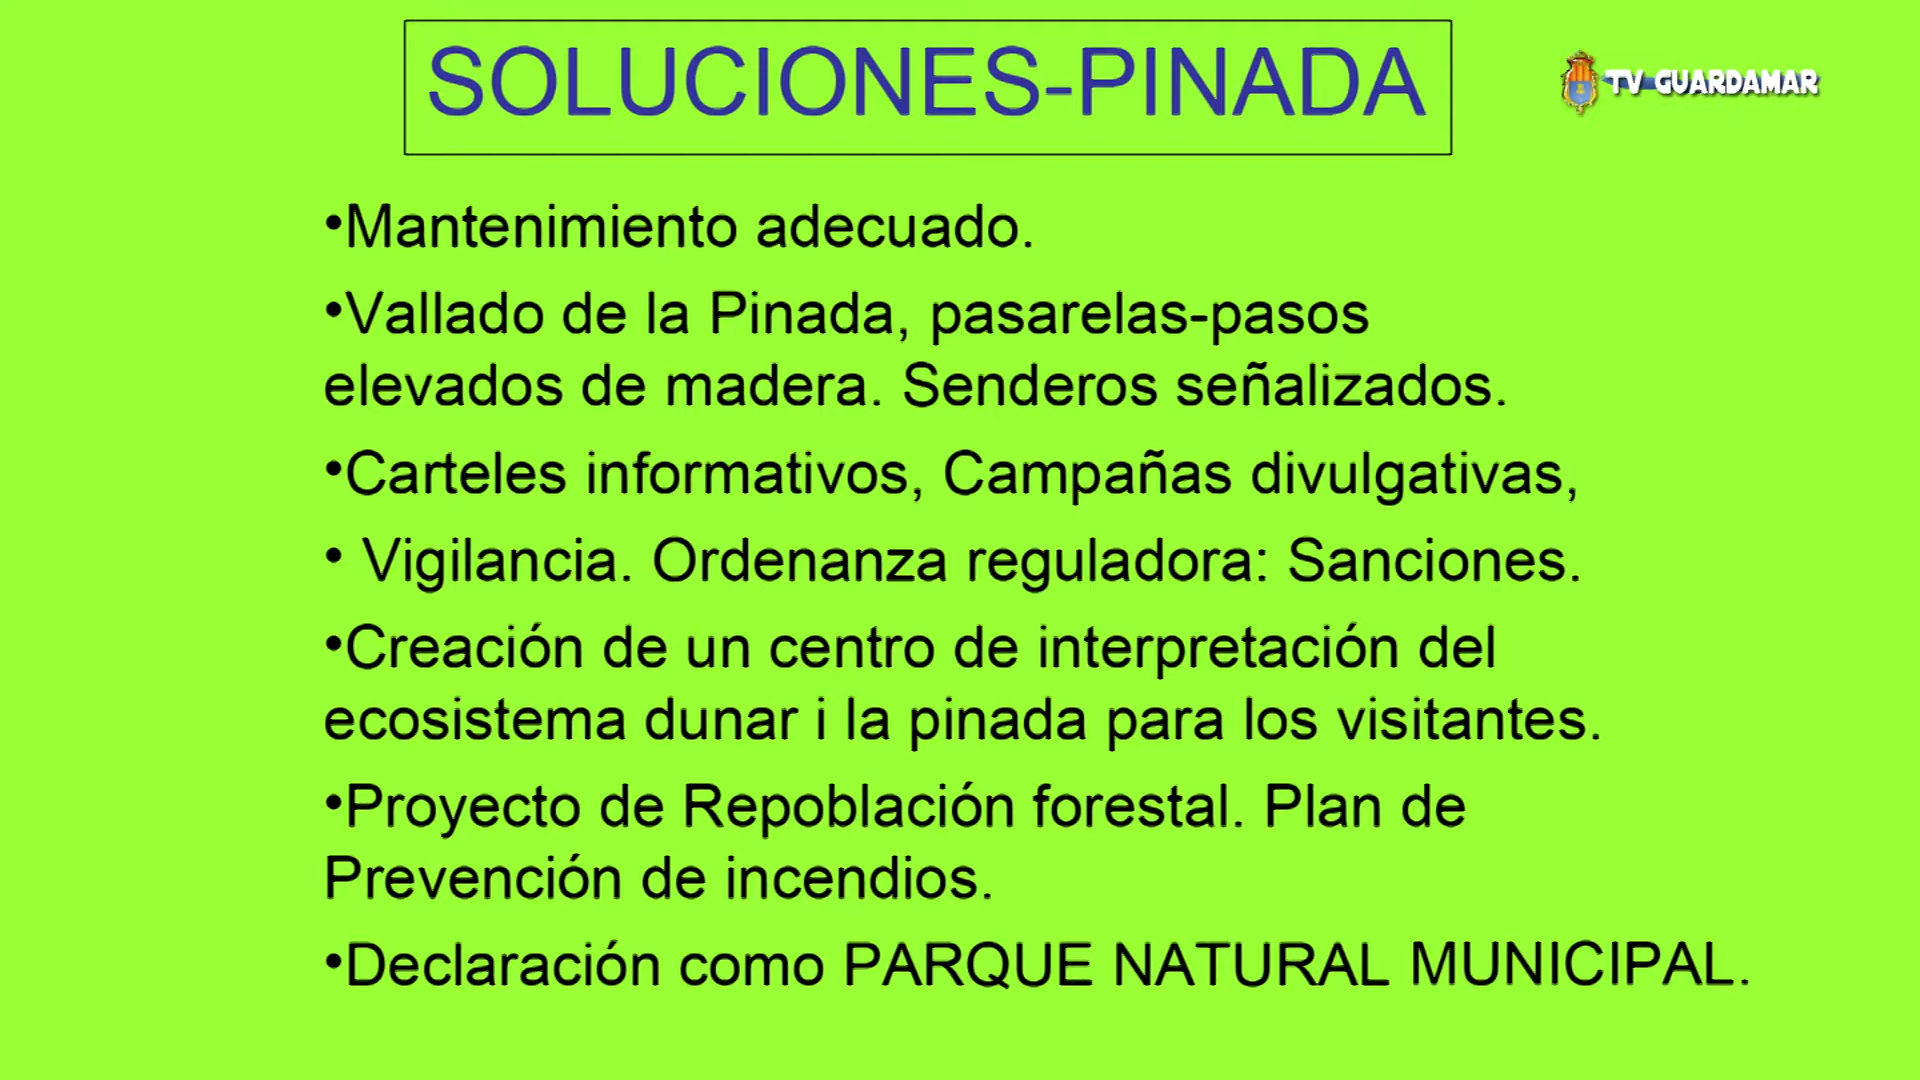 SOLUCIONES-PINADA
TV GUARDAMAR
•Mantenimiento adecuado.
•Vallado de la Pinada, pasarelas-pasos
elevados de madera. Senderos señalizados.
•Carteles informativos, Campañas divulgativas,
• Vigilancia. Ordenanza reguladora: Sanciones.
•Creación de un centro de interpretación del
ecosistema dunar i la pinada para los visitantes.
•Proyecto de Repoblación forestal. Plan de
Prevención de incendios.
•Declaración como PARQUE NATURAL MUNICIPAL.